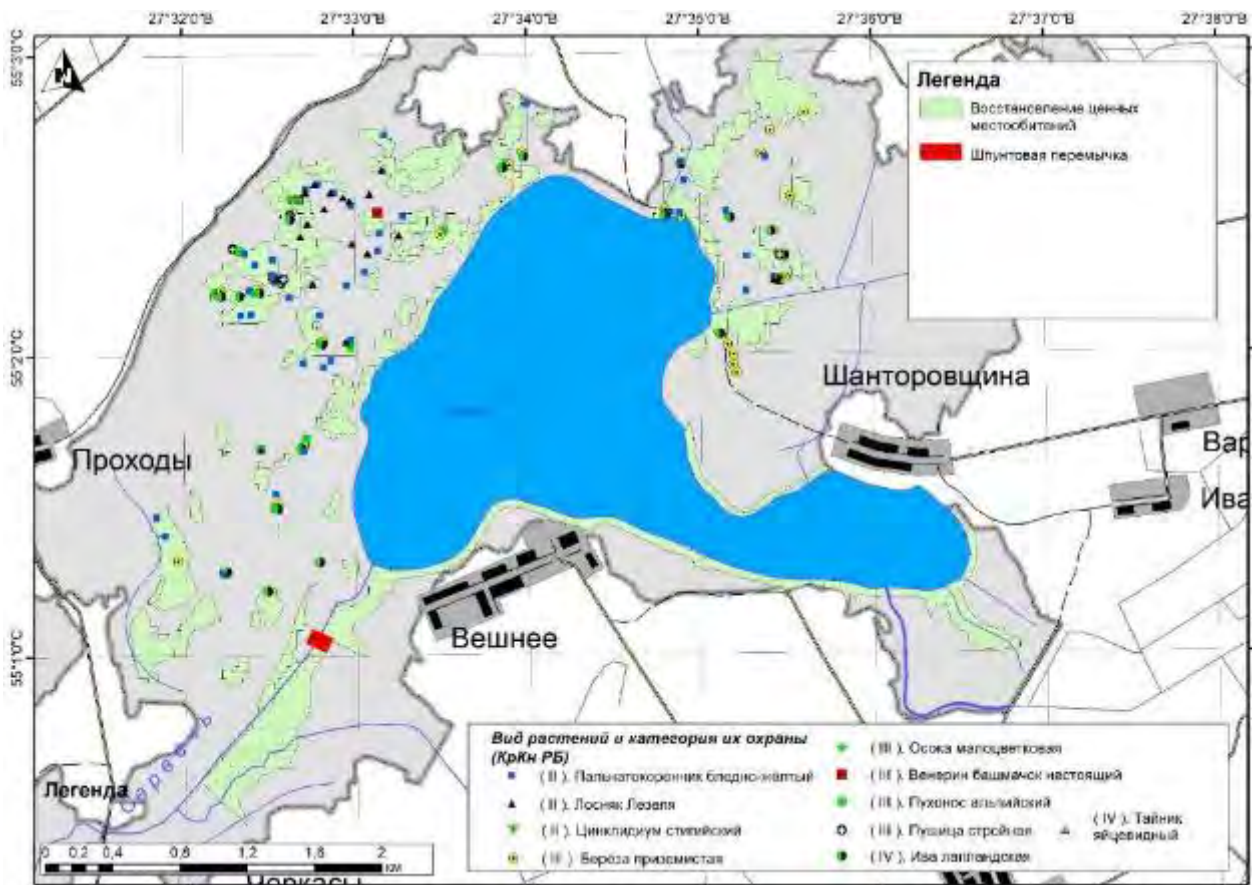 27°32'0"В 27°33'0"В 27°34'0"В 27°35'0"В 27°36'0"В 27°37'0"В 27°38'0"В
55°3'0"С
55°2'0"С
55°1'0"С
N
Легенда
Восстановление ценных
местообитаний
Шпунтовая перемычка
Шанторовщина
Вар
Ива
Проходы
Вешнее
Легенда
0 0,2 0,4 0,8 1,2 1,6 2
км
Черкасы
Вид растений и категория их охраны
(КрКн РБ)
( II ). Пальчатокоренник бледно-желтый
( II ). Лосняк Лезеля
( II ). Цинклидиум стигийский
( III ). Берёза приземистая
( III ). Осока малоцветковая
( III ). Венерин башмачок настоящий
( III ). Пухонос альпийский
( III ). Пушица стройная
( IV ). Ива лапландская
( IV ). Тайник
яйцевидный